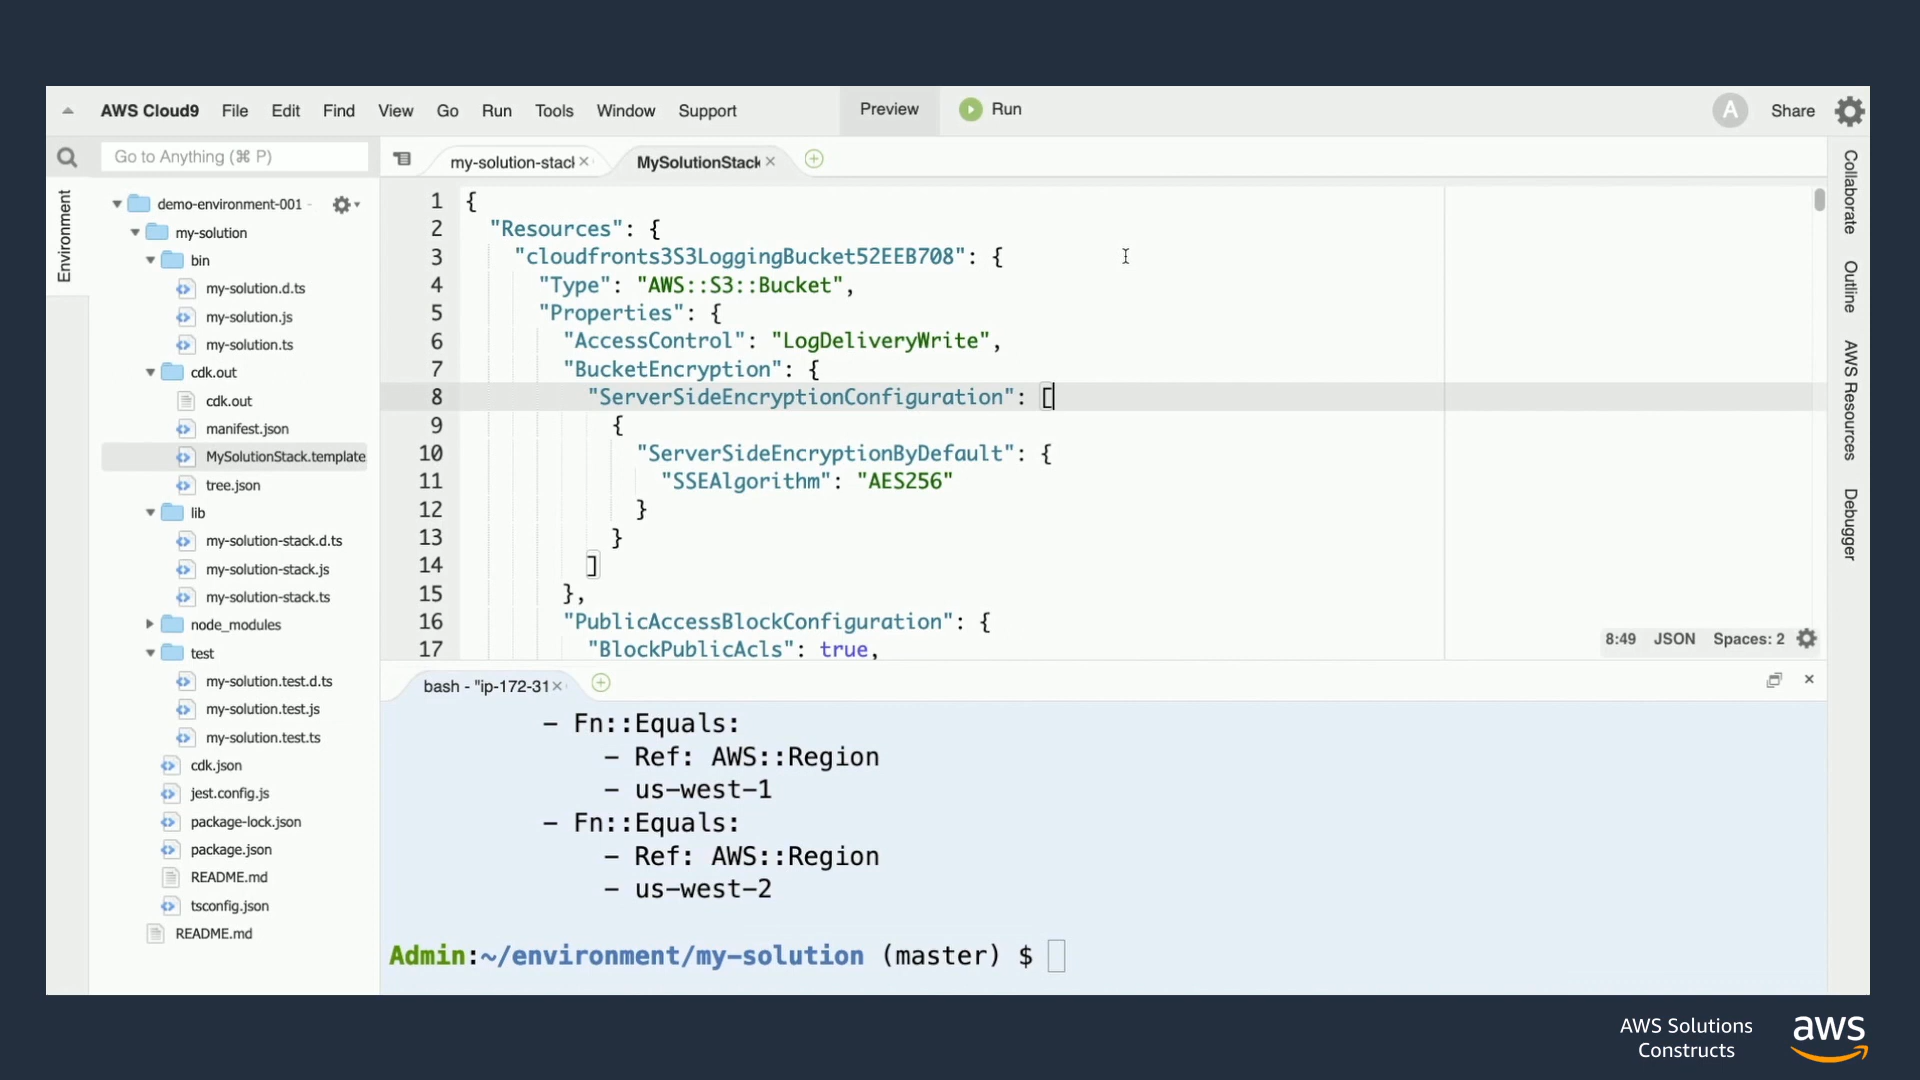 AWS Cloud9 File Edit Find View Go Run Tools Window Support Preview Run A Share
Go to Anything (⌘ P)
my-solution-stack
MySolutionStack
Environment
demo-environment-001 -
my-solution
bin
my-solution.d.ts
my-solution.js
my-solution.ts
cdk.out
cdk.out
manifest.json
MySolutionStack.template
tree.json
lib
my-solution-stack.d.ts
my-solution-stack.js
my-solution-stack.ts
node_modules
test
my-solution.test.d.ts
my-solution.test.js
my-solution.test.ts
cdk.json
jest.config.js
package-lock.json
package.json
README.md
tsconfig.json
README.md
1 {
2 "Resources": {
3 "cloudfronts3S3LoggingBucket52EEB708": {
4 "Type": "AWS::S3::Bucket",
5 "Properties": {
6 "AccessControl": "LogDeliveryWrite",
7 "BucketEncryption": {
8 "ServerSideEncryptionConfiguration": [
9 {
10 "ServerSideEncryptionByDefault": {
11 "SSEAlgorithm": "AES256"
12 }
13 }
14 ]
15 },
16 "PublicAccessBlockConfiguration": {
17 "BlockPublicAcls": true,
8:49 JSON Spaces: 2
Collaborate
Outline
AWS Resources
Debugger
bash - "ip-172-31
- Fn::Equals:
- Ref: AWS::Region
- us-west-1
- Fn::Equals:
- Ref: AWS::Region
- us-west-2
Admin:~/environment/my-solution (master) $
AWS Solutions
Constructs
aws